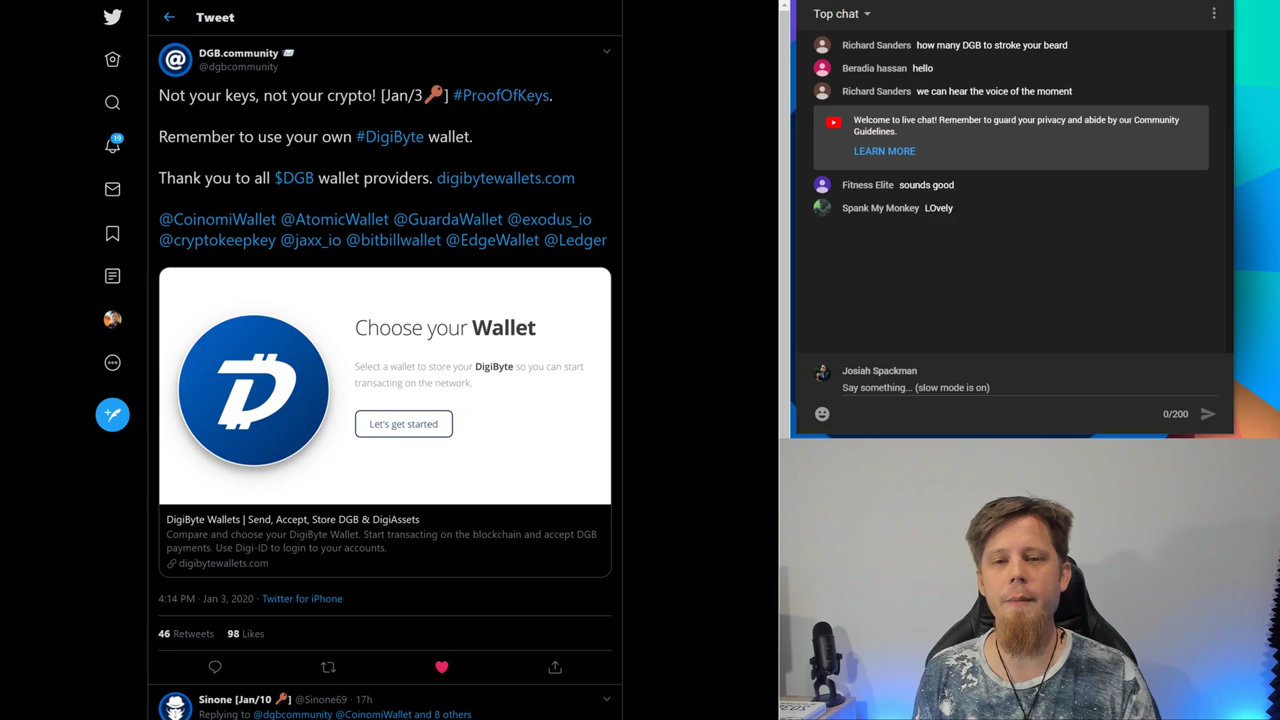 Tweet
DGB.community
@dgbcommunity
Not your keys, not your crypto! [Jan/3🔑] #ProofOfKeys.
Remember to use your own #DigiByte wallet.
Thank you to all $DGB wallet providers. digibytewallets.com
@CoinomiWallet @AtomicWallet @GuardaWallet @exodus_io
@cryptokeepkey @jaxx_io @bitbillwallet @EdgeWallet @Ledger
Choose your Wallet
Select a wallet to store your DigiByte so you can start
transacting on the network.
Let's get started
DigiByte Wallets | Send, Accept, Store DGB & DigiAssets
Compare and choose your DigiByte Wallet. Start transacting on the blockchain and accept DGB
payments. Use Digi-ID to login to your accounts.
digibytewallets.com
4:14 PM · Jan 3, 2020 · Twitter for iPhone
46 Retweets 98 Likes
Sinone [Jan/10🔑] @Sinone69 · 17h
Replying to @dgbcommunity @CoinomiWallet and 8 others
19
Top chat
Richard Sanders how many DGB to stroke your beard
Beradia hassan hello
Richard Sanders we can hear the voice of the moment
Welcome to live chat! Remember to guard your privacy and abide by our Community
Guidelines.
LEARN MORE
Fitness Elite sounds good
Spank My Monkey LOvely
Josiah Spackman
Say something... (slow mode is on)
0/200